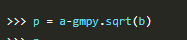 >>> p = a-gmpy.sqrt(b)